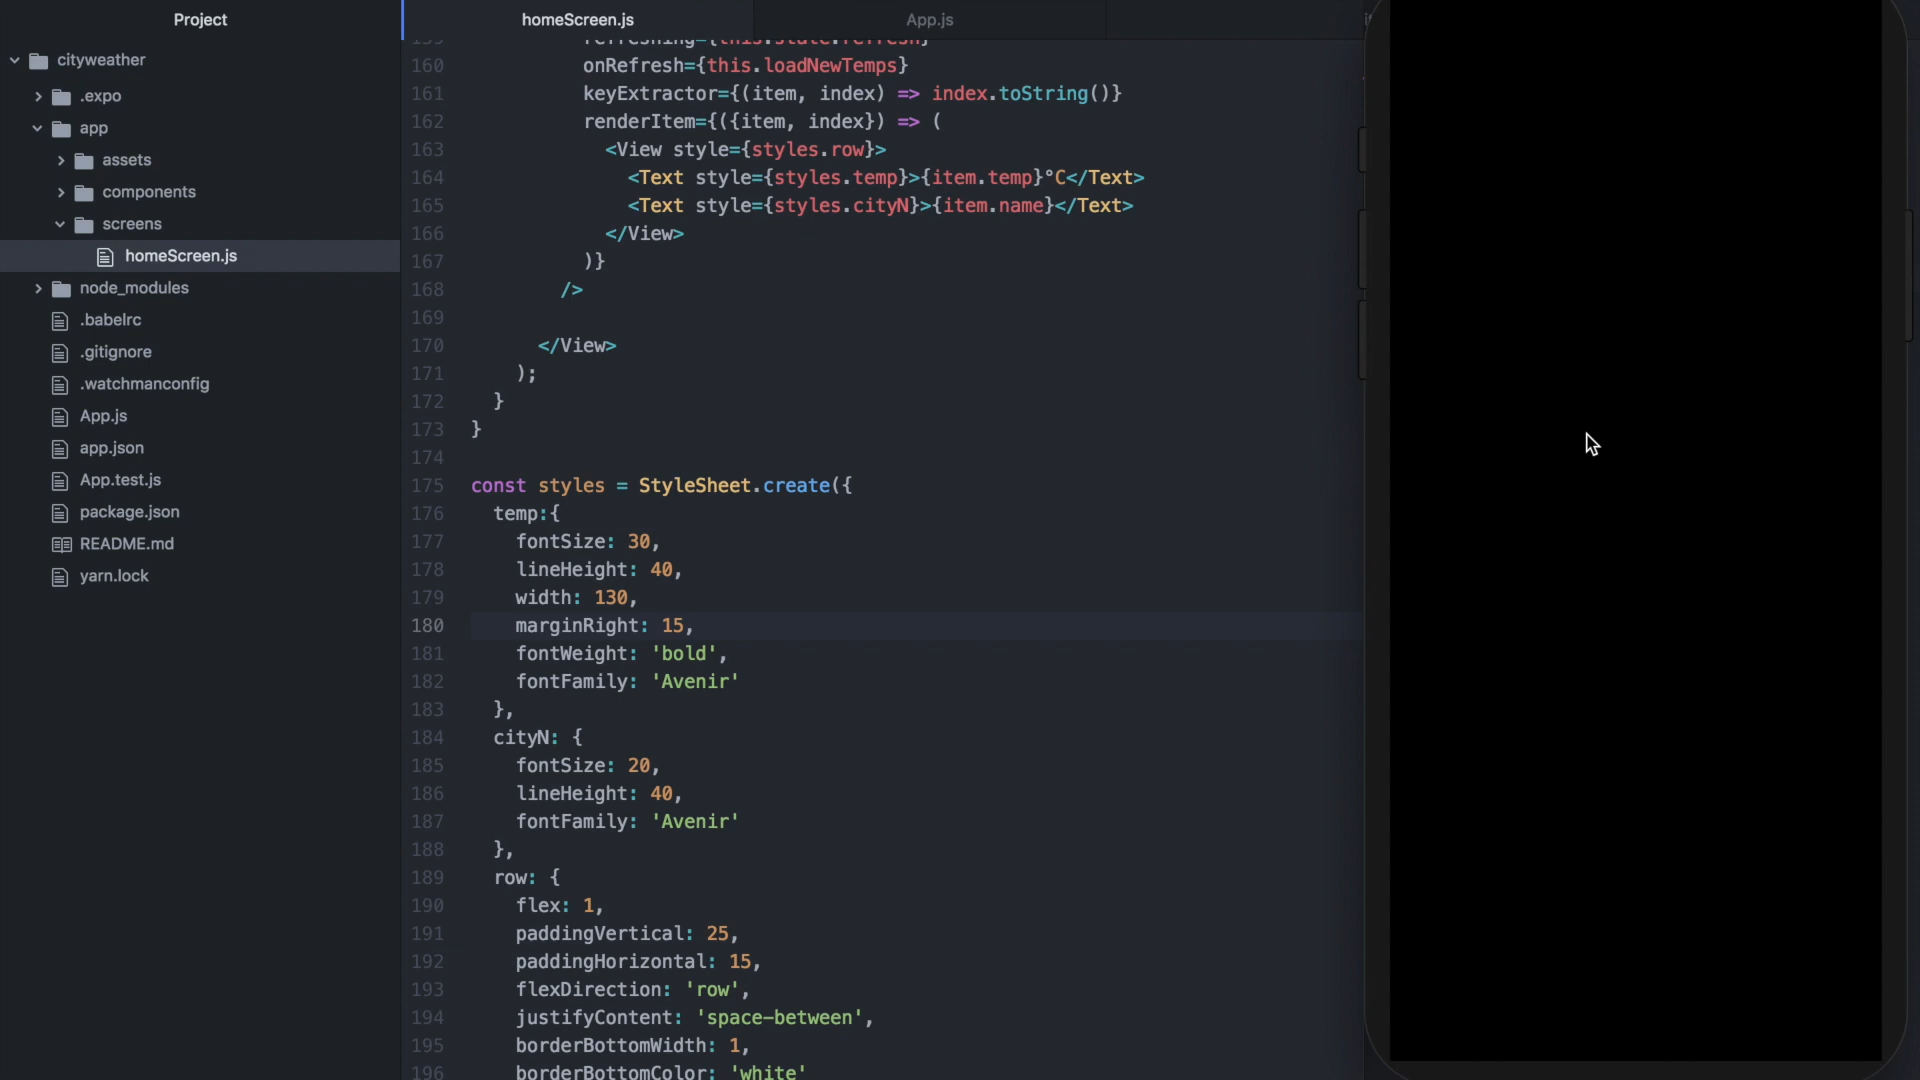 Project
cityweather
.expo
app
assets
components
screens
homeScreen.js
node_modules
.babelrc
.gitignore
.watchmanconfig
App.js
app.json
App.test.js
package.json
README.md
yarn.lock
homeScreen.js
App.js
159 refreshing={this.state.refresh}
160 onRefresh={this.loadNewTemps}
161 keyExtractor={(item, index) => index.toString()}
162 renderItem={({item, index}) => (
163 <View style={styles.row}>
164 <Text style={styles.temp}>{item.temp}°C</Text>
165 <Text style={styles.cityN}>{item.name}</Text>
166 </View>
167 )}
168 />
169
170 </View>
171 );
172 }
173 }
174
175 const styles = StyleSheet.create({
176 temp:{
177 fontSize: 30,
178 lineHeight: 40,
179 width: 130,
180 marginRight: 15,
181 fontWeight: 'bold',
182 fontFamily: 'Avenir'
183 },
184 cityN: {
185 fontSize: 20,
186 lineHeight: 40,
187 fontFamily: 'Avenir'
188 },
189 row: {
190 flex: 1,
191 paddingVertical: 25,
192 paddingHorizontal: 15,
193 flexDirection: 'row',
194 justifyContent: 'space-between',
195 borderBottomWidth: 1,
196 borderBottomColor: 'white'